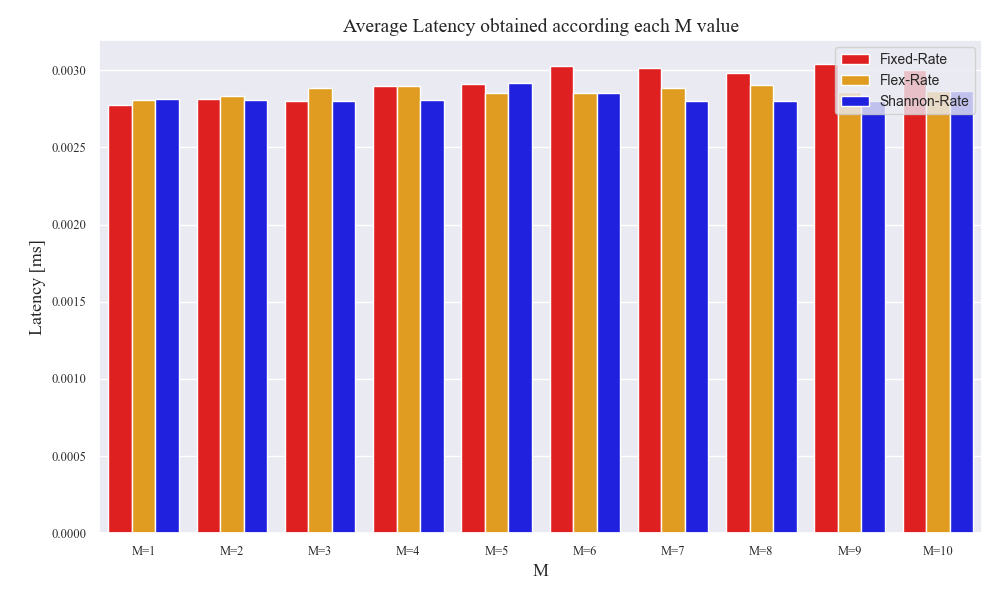 Average Latency obtained according each M value
Fixed-Rate
Flex-Rate
Shannon-Rate
Latency [ms]
0.0030
0.0025
0.0020
0.0015
0.0010
0.0005
0.0000
M=1 M=2 M=3 M=4 M=5 M=6 M=7 M=8 M=9 M=10
M